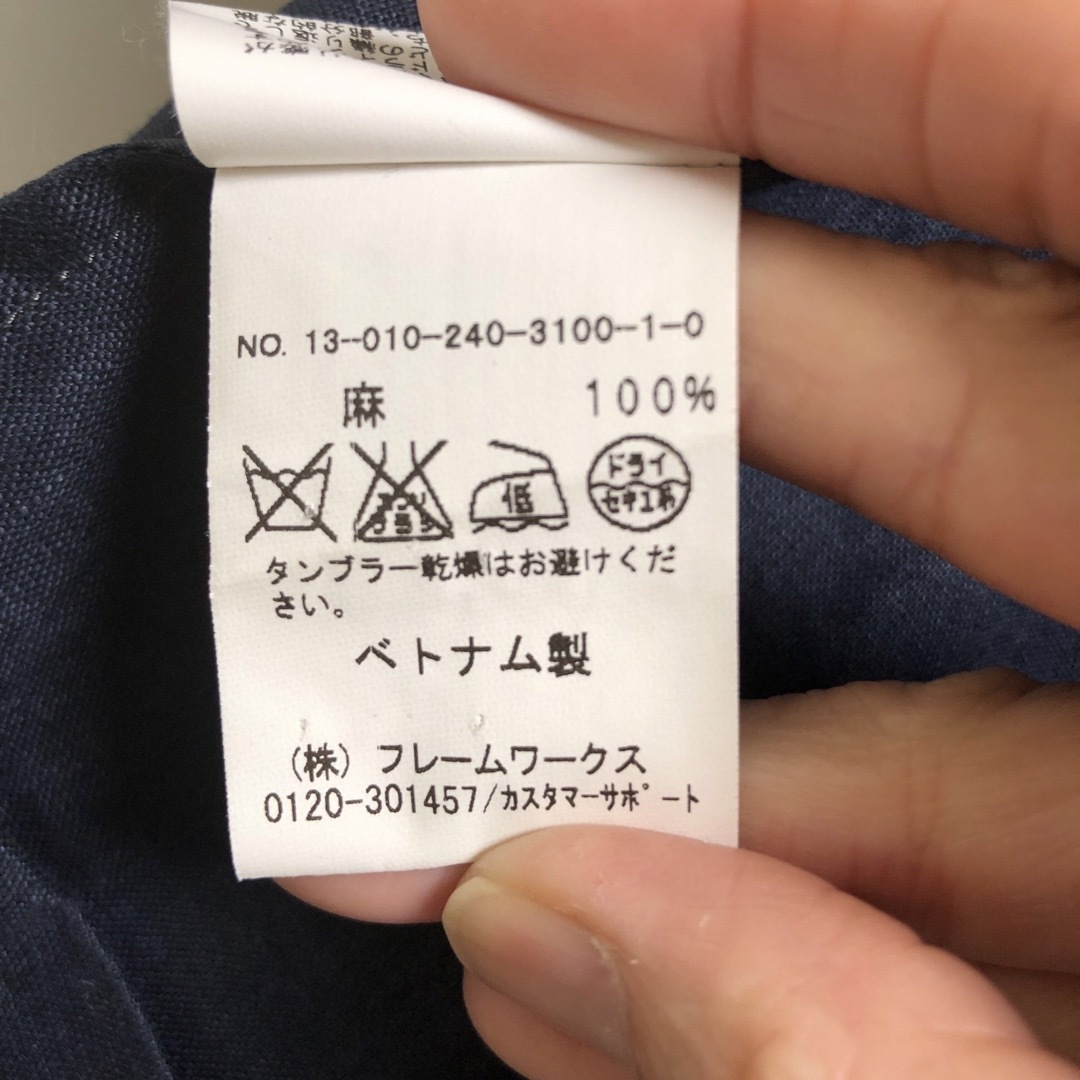 NO. 13--010-240-3100--1-0
麻 100%
低 ドライ
セキユ系
タンブラー乾燥はお避けくだ
さい。
ベトナム製
(株) フレームワークス
0120-301457/カスタマーサポート